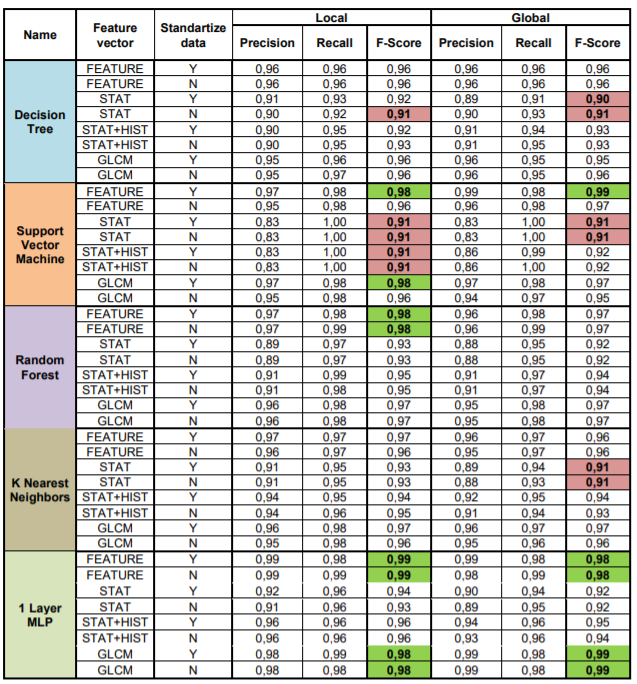 Name Feature vector Standartize data Local Global
Precision Recall F-Score Precision Recall F-Score
Decision Tree
FEATURE Y 0,96 0,96 0,96 0,96 0,96 0,96
FEATURE N 0,96 0,96 0,96 0,96 0,96 0,96
STAT Y 0,91 0,93 0,92 0,89 0,91 0,90
STAT N 0,90 0,92 0,91 0,90 0,93 0,91
STAT+HIST Y 0,90 0,95 0,92 0,91 0,94 0,93
STAT+HIST N 0,90 0,95 0,93 0,91 0,95 0,93
GLCM Y 0,95 0,96 0,96 0,96 0,95 0,95
GLCM N 0,95 0,97 0,96 0,96 0,96 0,96
Support Vector Machine
FEATURE Y 0,97 0,98 0,98 0,99 0,98 0,99
FEATURE N 0,95 0,98 0,96 0,96 0,98 0,97
STAT Y 0,83 1,00 0,91 0,83 1,00 0,91
STAT N 0,83 1,00 0,91 0,83 1,00 0,91
STAT+HIST Y 0,83 1,00 0,91 0,86 0,99 0,92
STAT+HIST N 0,83 1,00 0,91 0,86 1,00 0,92
GLCM Y 0,97 0,98 0,98 0,97 0,98 0,97
GLCM N 0,95 0,98 0,96 0,94 0,97 0,95
Random Forest
FEATURE Y 0,97 0,98 0,98 0,96 0,98 0,97
FEATURE N 0,97 0,99 0,98 0,96 0,99 0,97
STAT Y 0,89 0,97 0,93 0,88 0,95 0,92
STAT N 0,89 0,97 0,93 0,88 0,95 0,92
STAT+HIST Y 0,91 0,99 0,95 0,91 0,97 0,94
STAT+HIST N 0,91 0,98 0,95 0,91 0,97 0,94
GLCM Y 0,96 0,98 0,97 0,95 0,98 0,97
GLCM N 0,96 0,98 0,97 0,95 0,98 0,97
K Nearest Neighbors
FEATURE Y 0,97 0,97 0,97 0,96 0,97 0,96
FEATURE N 0,96 0,97 0,96 0,95 0,97 0,96
STAT Y 0,91 0,95 0,93 0,89 0,94 0,91
STAT N 0,91 0,95 0,93 0,88 0,93 0,91
STAT+HIST Y 0,94 0,95 0,94 0,92 0,95 0,94
STAT+HIST N 0,94 0,96 0,95 0,91 0,94 0,93
GLCM Y 0,96 0,98 0,97 0,96 0,97 0,97
GLCM N 0,95 0,98 0,96 0,95 0,96 0,96
1 Layer MLP
FEATURE Y 0,99 0,98 0,99 0,99 0,98 0,98
FEATURE N 0,99 0,99 0,99 0,98 0,99 0,98
STAT Y 0,92 0,96 0,94 0,90 0,94 0,92
STAT N 0,91 0,96 0,93 0,89 0,95 0,92
STAT+HIST Y 0,96 0,96 0,96 0,94 0,96 0,95
STAT+HIST N 0,96 0,96 0,96 0,93 0,96 0,94
GLCM Y 0,98 0,99 0,98 0,99 0,98 0,99
GLCM N 0,98 0,98 0,98 0,99 0,98 0,99